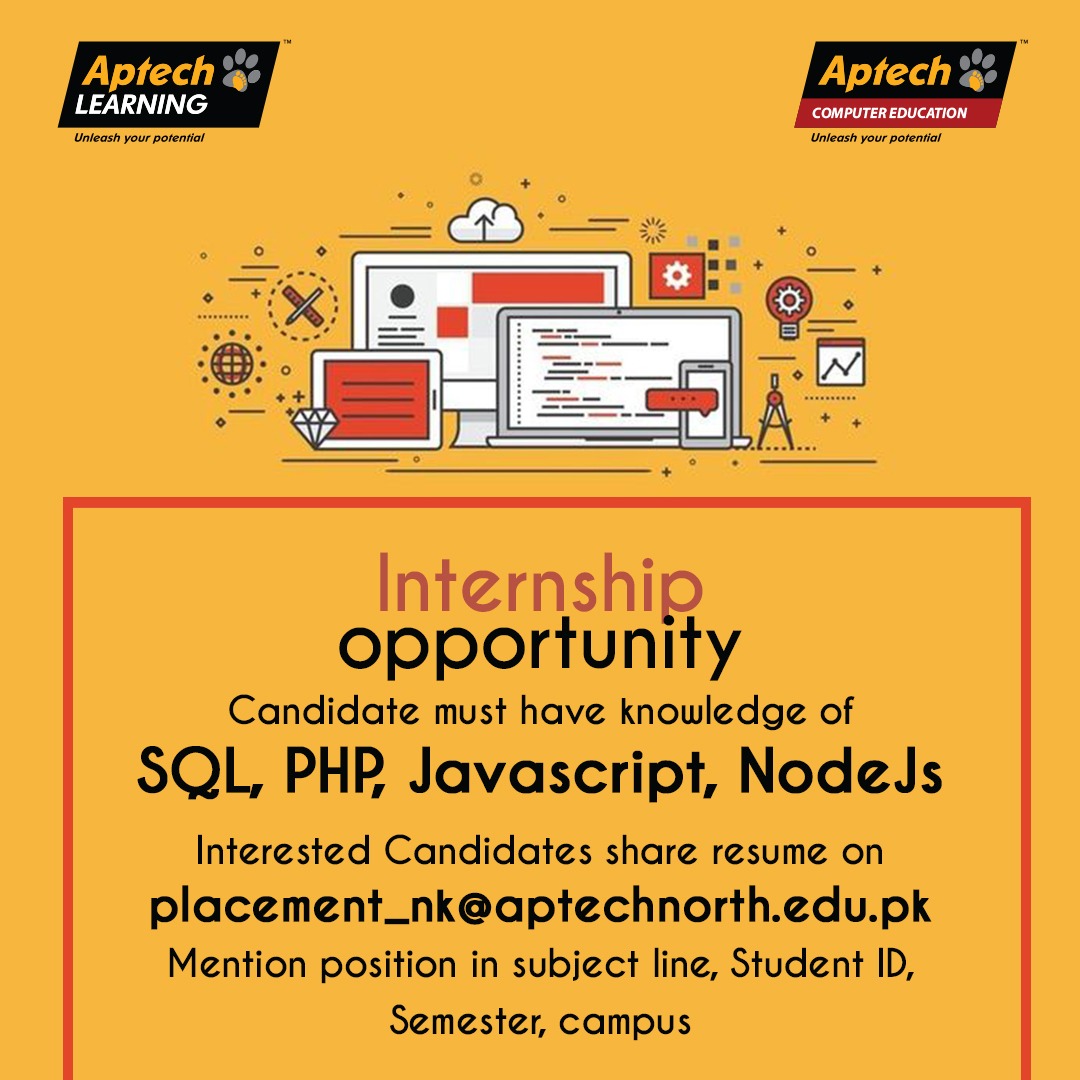 Aptech
LEARNING
Unleash your potential
™
Aptech
COMPUTER EDUCATION
Unleash your potential
™
Internship
opportunity
Candidate must have knowledge of
SQL, PHP, Javascript, NodeJs
Interested Candidates share resume on
placement_nk@aptechnorth.edu.pk
Mention position in subject line, Student ID,
Semester, campus